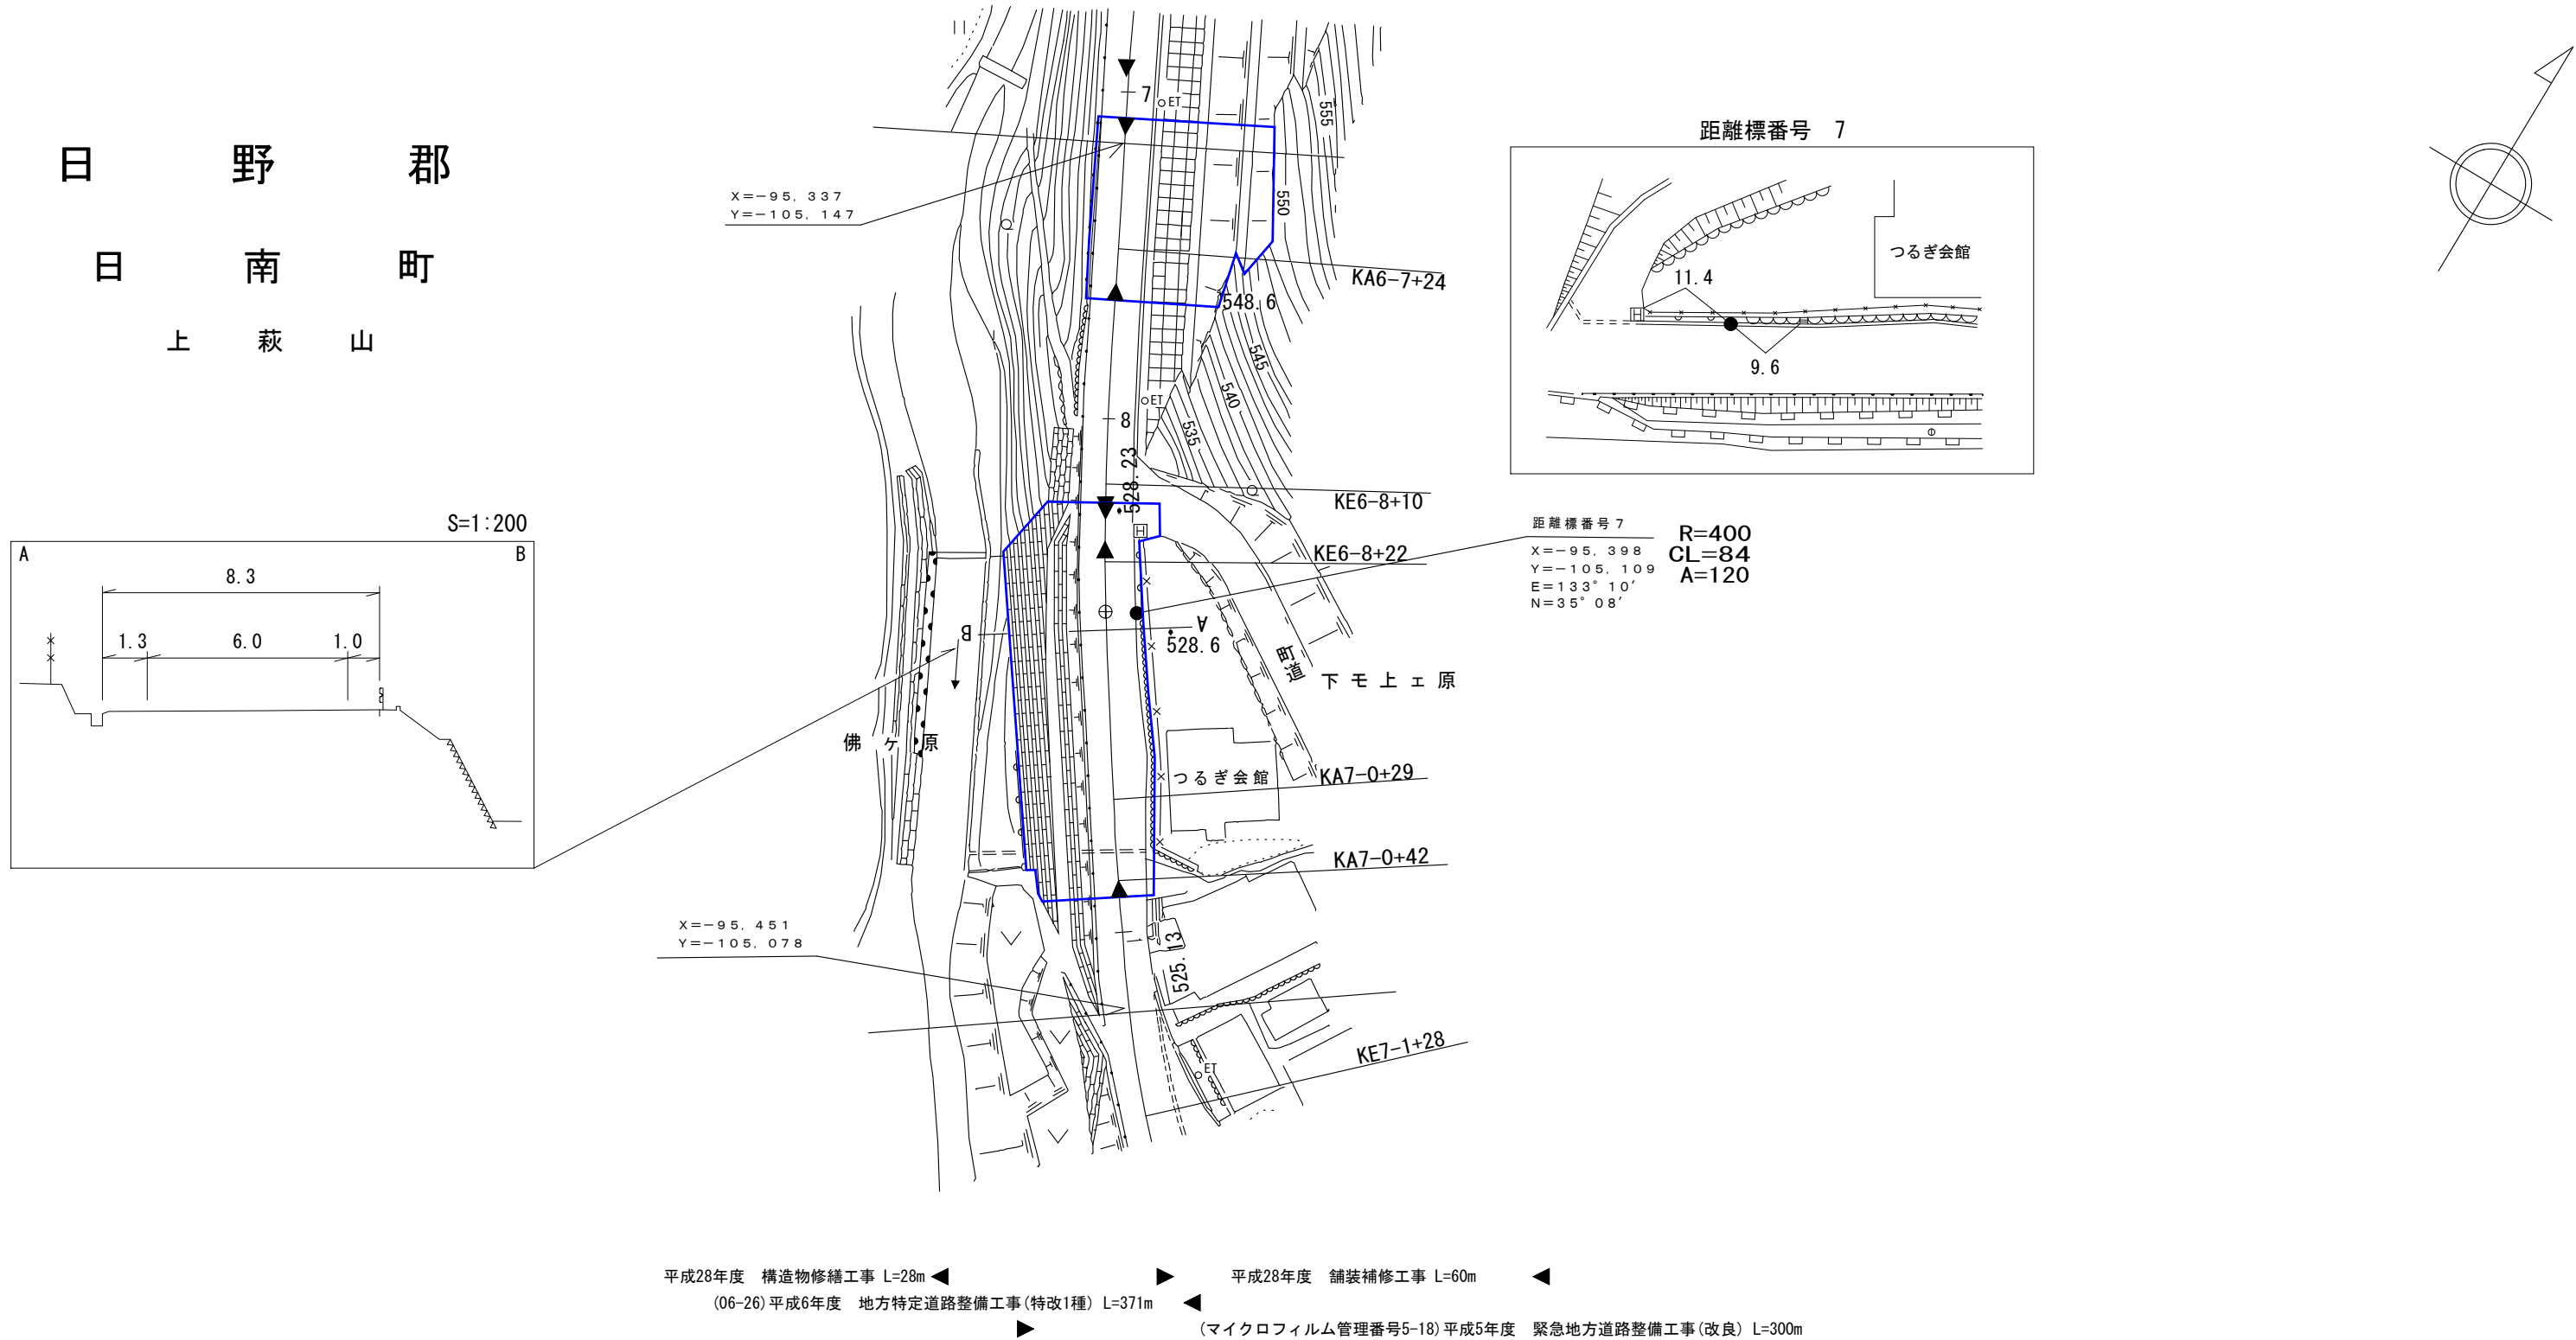 日 野 郡
日 南 町
上 萩 山
S=1:200
A B
8.3
1.3 6.0 1.0
X=-95, 337
Y=-105, 147
7
ET
555
550
KA6-7+24
548.6
545
540
ET
8
535
528.23
KE6-8+10
H
KE6-8+22
B A
528.6
町道
下モ上ェ原
佛ヶ原
つるぎ会館
KA7-0+29
KA7-0+42
X=-95, 451
Y=-105, 078
525.13
ET
KE7-1+28
距離標番号 7
つるぎ会館
11.4
H
9.6
距離標番号7
X=-95, 398
Y=-105, 109
E=133° 10′
N=35° 08′
R=400
CL=84
A=120
平成28年度 構造物修繕工事 L=28m
平成28年度 舗装補修工事 L=60m
(06-26)平成6年度 地方特定道路整備工事(特改1種) L=371m
(マイクロフィルム管理番号5-18)平成5年度 緊急地方道路整備工事(改良) L=300m